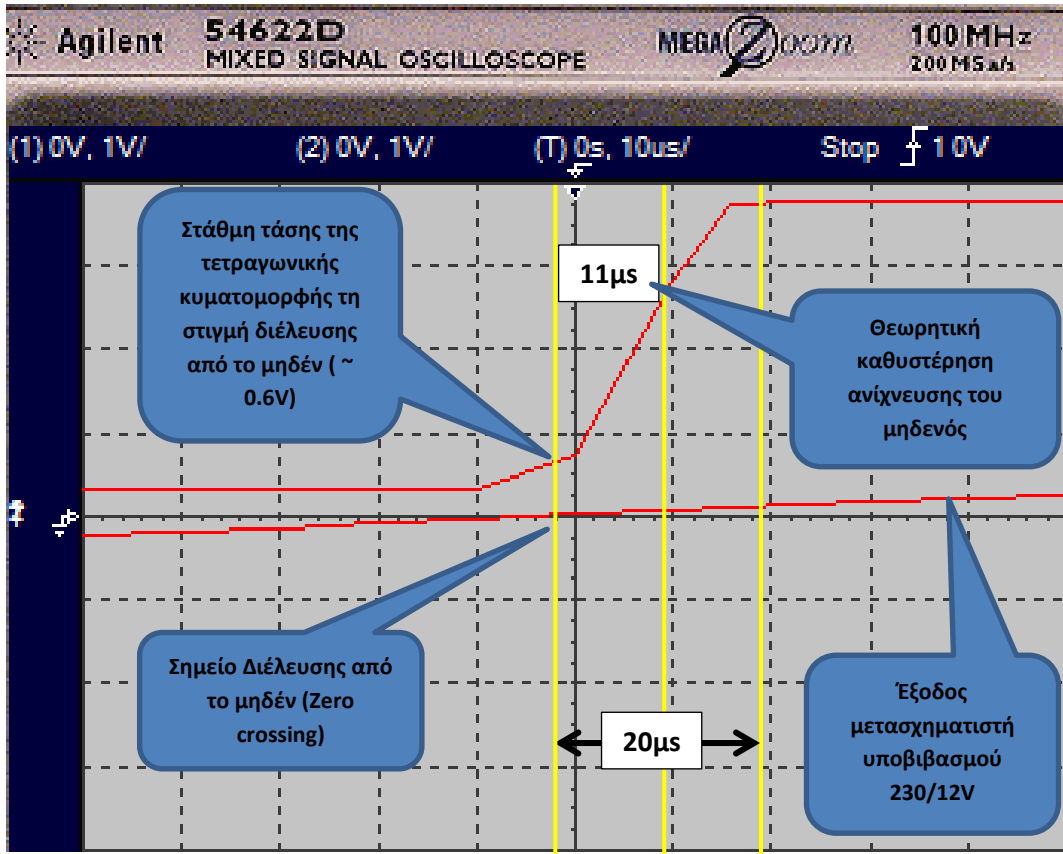 Agilent 54622D
MIXED SIGNAL OSCILLOSCOPE
MEGA Zoom
100 MHz
200 MSa/s
(1) 0V, 1V/ (2) 0V, 1V/ (T) 0s, 10us/ Stop 1.0V
Στάθμη τάσης της
τετραγωνικής
κυματομορφής τη
στιγμή διέλευσης
από το μηδέν ( ~
0.6V)
11μs
Θεωρητική
καθυστέρηση
ανίχνευσης του
μηδενός
Σημείο Διέλευσης από
το μηδέν (Zero
crossing)
20μs
Έξοδος
μετασχηματιστή
υποβιβασμού
230/12V